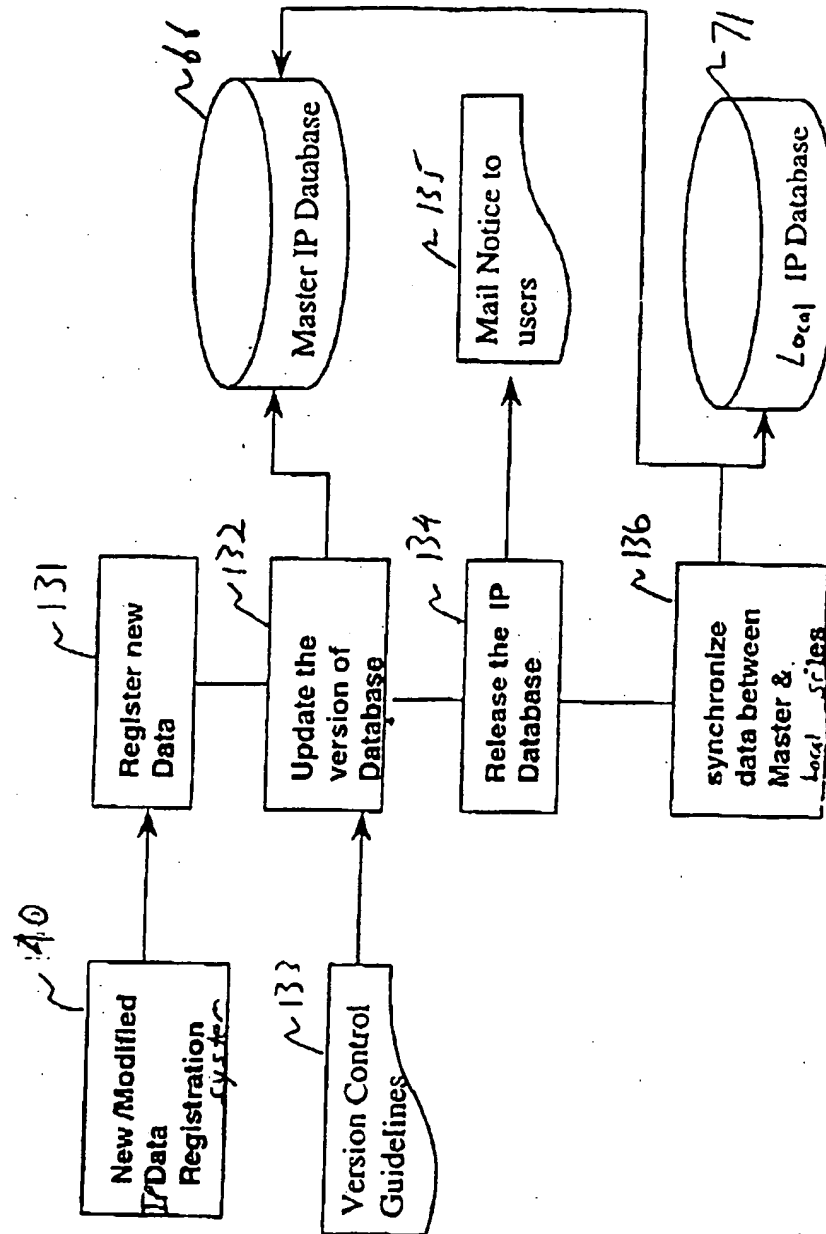 140
New/Modified
IP Data
Registration
system
131
Register new
Data
132
Update the
version of
Database
133
Version Control
Guidelines
Master IP Database
134
Release the IP
Database
135
Mail Notice to
users
136
synchronize
data between
Master &
Local sites
71
Local IP Database